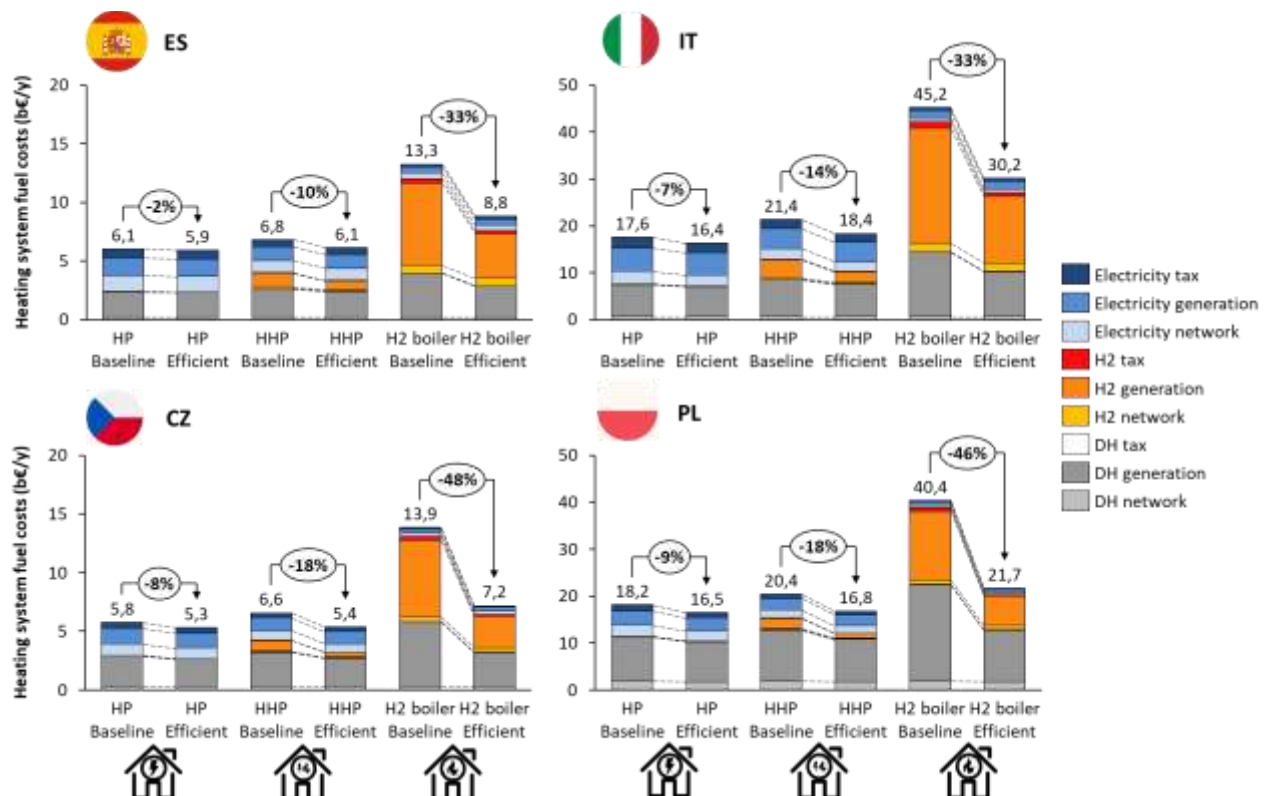 ES
Heating system fuel costs (b€/y)
20
15
10
5
0
-2%
6,1
5,9
-10%
6,8
6,1
-33%
13,3
8,8
HP Baseline
HP Efficient
HHP Baseline
HHP Efficient
H2 boiler Baseline
H2 boiler Efficient
IT
50
40
30
20
10
0
-7%
17,6
16,4
-14%
21,4
18,4
-33%
45,2
30,2
HP Baseline
HP Efficient
HHP Baseline
HHP Efficient
H2 boiler Baseline
H2 boiler Efficient
Electricity tax
Electricity generation
Electricity network
H2 tax
H2 generation
H2 network
DH tax
DH generation
DH network
CZ
Heating system fuel costs (b€/y)
20
15
10
5
0
-8%
5,8
5,3
-18%
6,6
5,4
-48%
13,9
7,2
HP Baseline
HP Efficient
HHP Baseline
HHP Efficient
H2 boiler Baseline
H2 boiler Efficient
PL
50
40
30
20
10
0
-9%
18,2
16,5
-18%
20,4
16,8
-46%
40,4
21,7
HP Baseline
HP Efficient
HHP Baseline
HHP Efficient
H2 boiler Baseline
H2 boiler Efficient